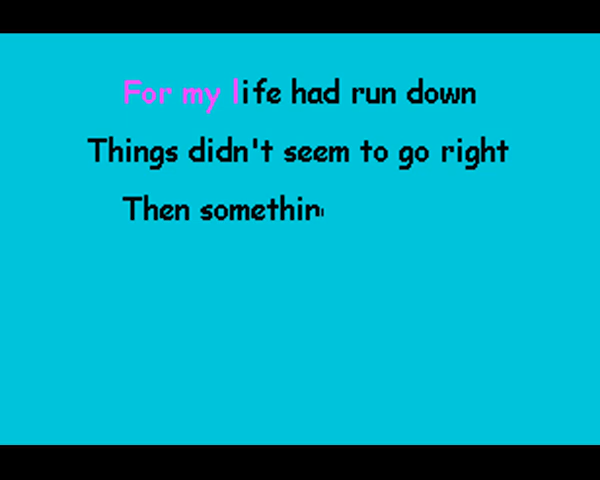 For my life had run down
Things didn't seem to go right
Then somethin